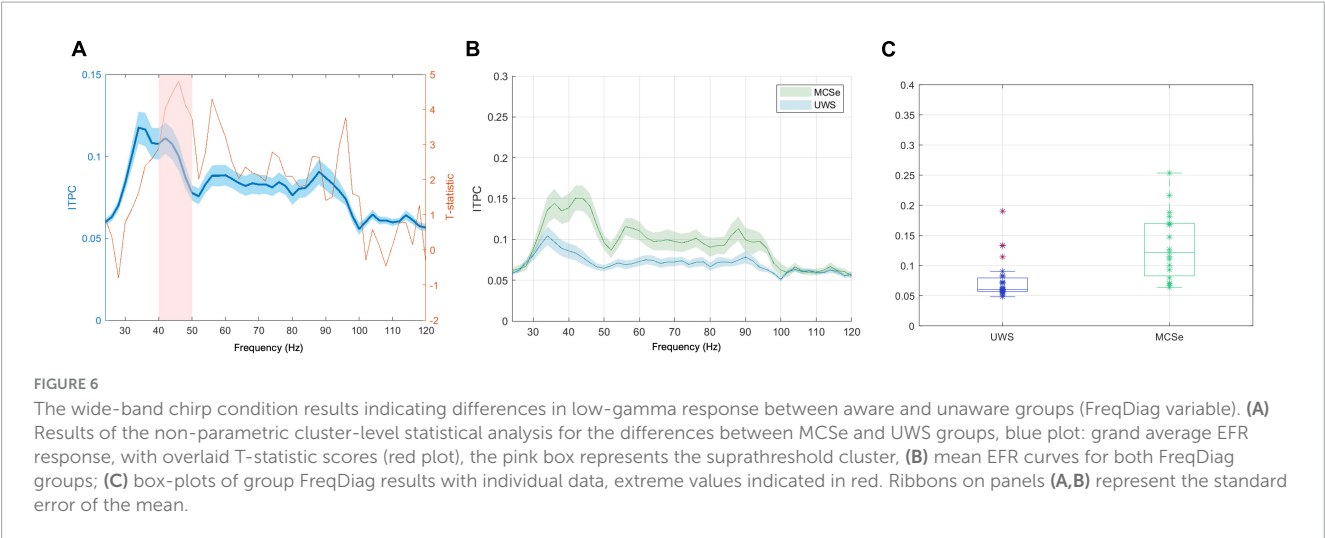 A
B
C
0.15
0.1
0.05
0
ITPC
5
4
3
2
1
0
-1
-2
T-statistic
30 40 50 60 70 80 90 100 110 120
Frequency (Hz)
0.3
0.25
0.2
0.15
0.1
0.05
0
ITPC
MCSe
UWS
30 40 50 60 70 80 90 100 110 120
Frequency (Hz)
0.4
0.35
0.3
0.25
0.2
0.15
0.1
0.05
0
UWS MCSe
FIGURE 6
The wide-band chirp condition results indicating differences in low-gamma response between aware and unaware groups (FreqDiag variable). (A)
Results of the non-parametric cluster-level statistical analysis for the differences between MCSe and UWS groups, blue plot: grand average EFR
response, with overlaid T-statistic scores (red plot), the pink box represents the suprathreshold cluster, (B) mean EFR curves for both FreqDiag
groups; (C) box-plots of group FreqDiag results with individual data, extreme values indicated in red. Ribbons on panels (A,B) represent the standard
error of the mean.